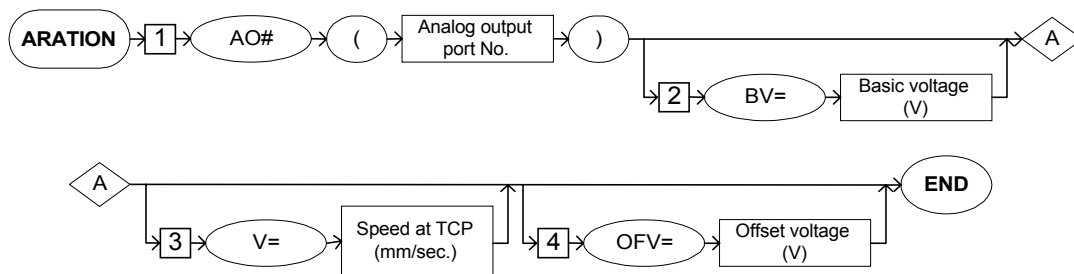 ARATION 1 AO# ( Analog output port No. ) A
2 BV= Basic voltage (V)
A END
3 V= Speed at TCP (mm/sec.) 4 OFV= Offset voltage (V)